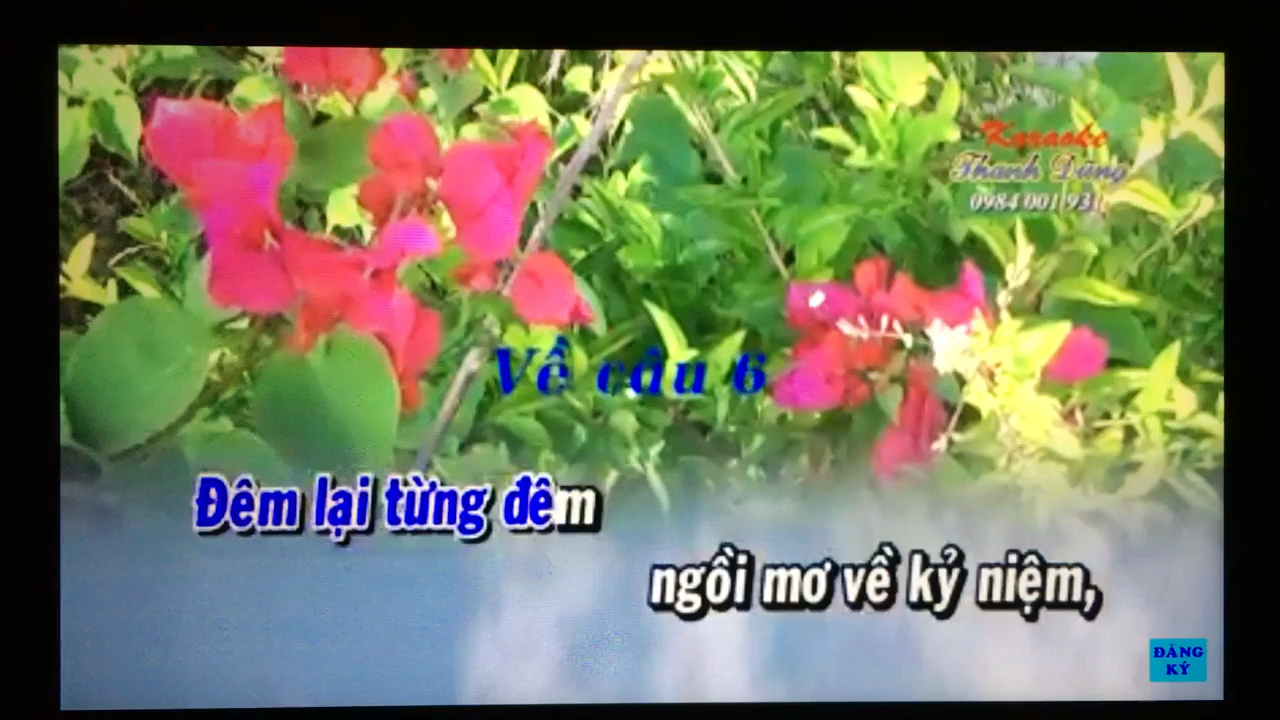 Karaoke
Thanh Dũng
0984 001 931
Về câu 6
Đêm lại từng đêm
ngồi mơ về kỷ niệm,
ĐĂNG
KÝ